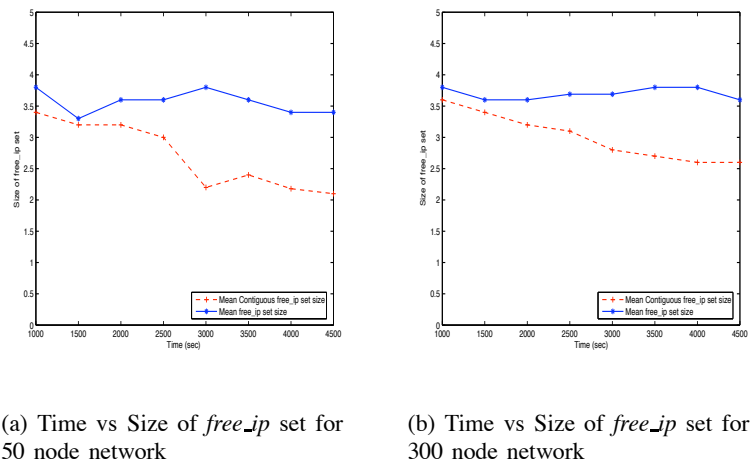 5
4.5
4
3.5
3
2.5
2
1.5
1
0.5
0
Size of free_ip set
1000 1500 2000 2500 3000 3500 4000 4500
Time (sec)
Mean Contiguous free_ip set size
Mean free_ip set size
(a) Time vs Size of free_ip set for
50 node network
5
4.5
4
3.5
3
2.5
2
1.5
1
0.5
0
Size of free_ip set
1000 1500 2000 2500 3000 3500 4000 4500
Time (sec)
Mean Contiguous free_ip set size
Mean free_ip set size
(b) Time vs Size of free_ip set for
300 node network